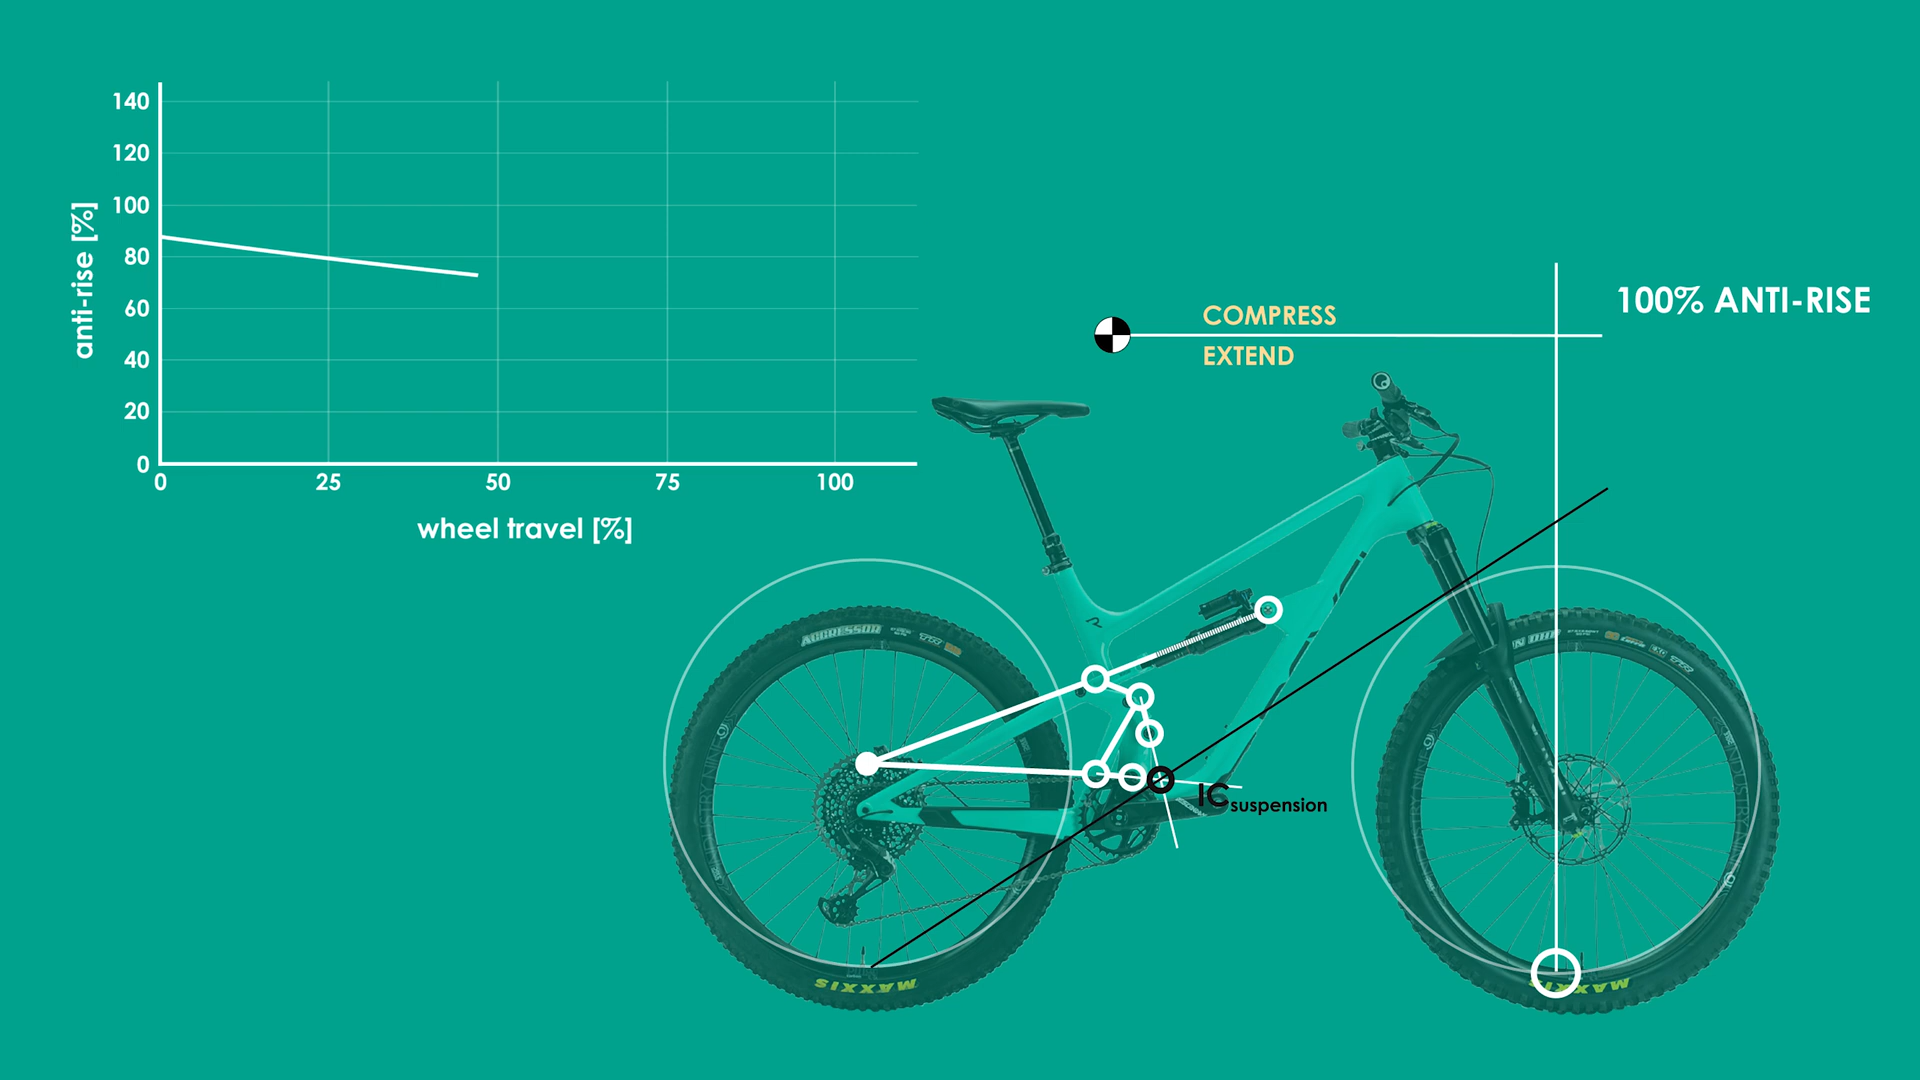 140
120
100
80
60
40
20
0
anti-rise [%]
0 25 50 75 100
wheel travel [%]
100% ANTI-RISE
COMPRESS
EXTEND
ICsuspension
AGGRESSOR
MAXXIS
MAXXIS